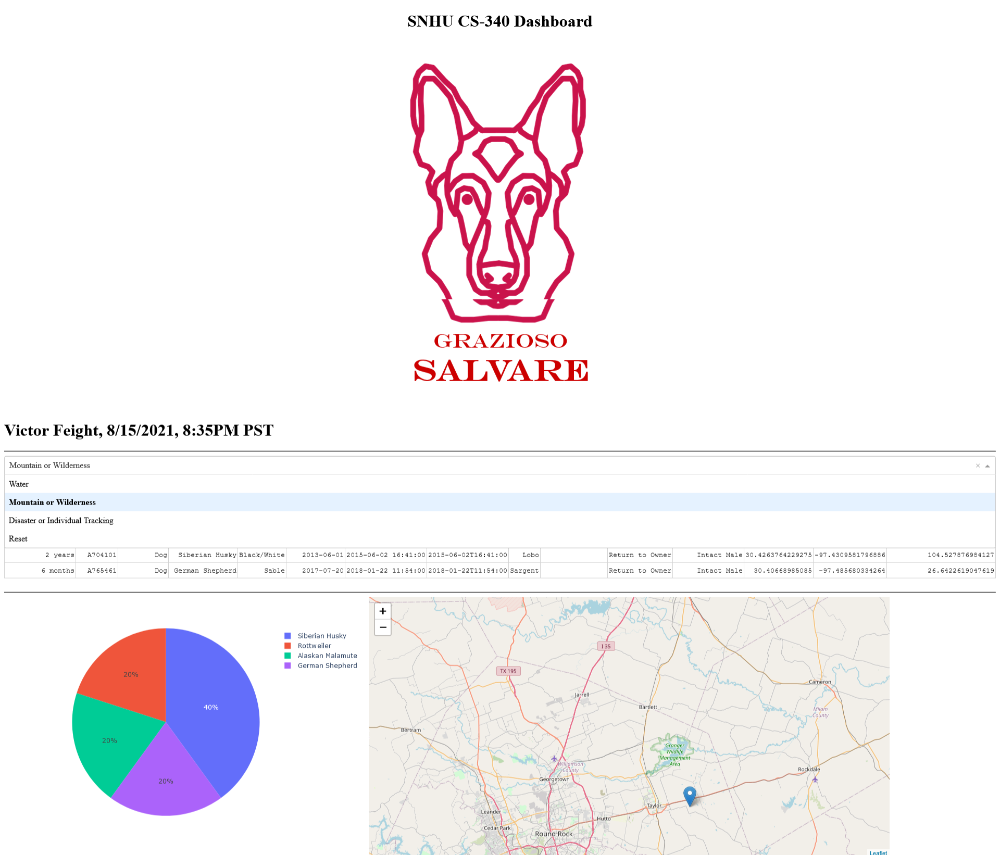 SNHU CS-340 Dashboard
GRAZIOSO
SALVARE
Victor Feight, 8/15/2021, 8:35PM PST
Mountain or Wilderness × 
Water
Mountain or Wilderness
Disaster or Individual Tracking
Reset
2 years A704101 Dog Siberian Husky Black/White 2013-06-01 2015-06-02 16:41:00 2015-06-02T16:41:00 Lobo Return to Owner Intact Male 30.4263764229275 -97.4309581796886 104.527876984127
6 months A765461 Dog German Shepherd Sable 2017-07-20 2018-01-22 11:54:00 2018-01-22T11:54:00 Sargent Return to Owner Intact Male 30.40668985085 -97.485680334264 26.6422619047619
Siberian Husky
Rottweiler
Alaskan Malamute
German Shepherd
20%
40%
20%
20%
+
−
I 35
TX 195
Cameron
Jarrell
Bartlett
Milam
County
Bertram
Granger
Wildlife
Management
Area
Williamson
County
Rockdale
Georgetown
Taylor
Leander
Hutto
Cedar Park
Round Rock
Leaflet